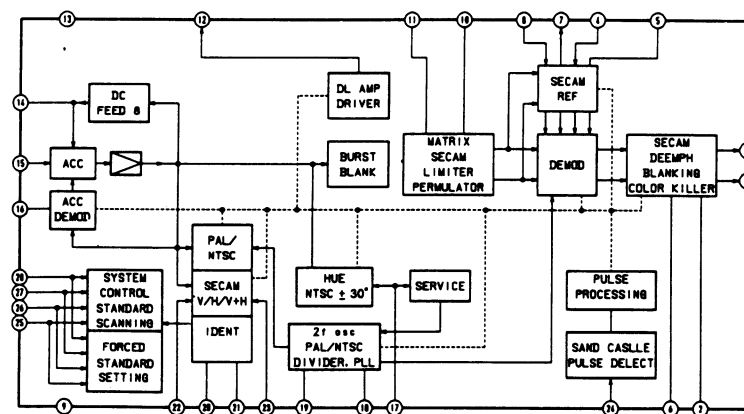 13
12
11
10
8
7
4
5
14
DC
FEED 8
DL AMP
DRIVER
SECAM
REF
15
ACC
BURST
BLANK
MATRIX
SECAM
LIMITER
PERMULATOR
DEMOD
SECAM
DEEMPH
BLANKING
COLOR KILLER
16
ACC
DEMOD
PAL/
NTSC
SECAM
V/H/V+H
IDENT
HUE
NTSC ± 30°
SERVICE
PULSE
PROCESSING
28
27
26
25
SYSTEM
CONTROL
STANDARD
SCANNING
FORCED
STANDARD
SETTING
2f osc
PAL/NTSC
DIVIDER, PLL
SAND CASLLE
PULSE DELECT
9
22
20
21
23
19
18
17
24
6